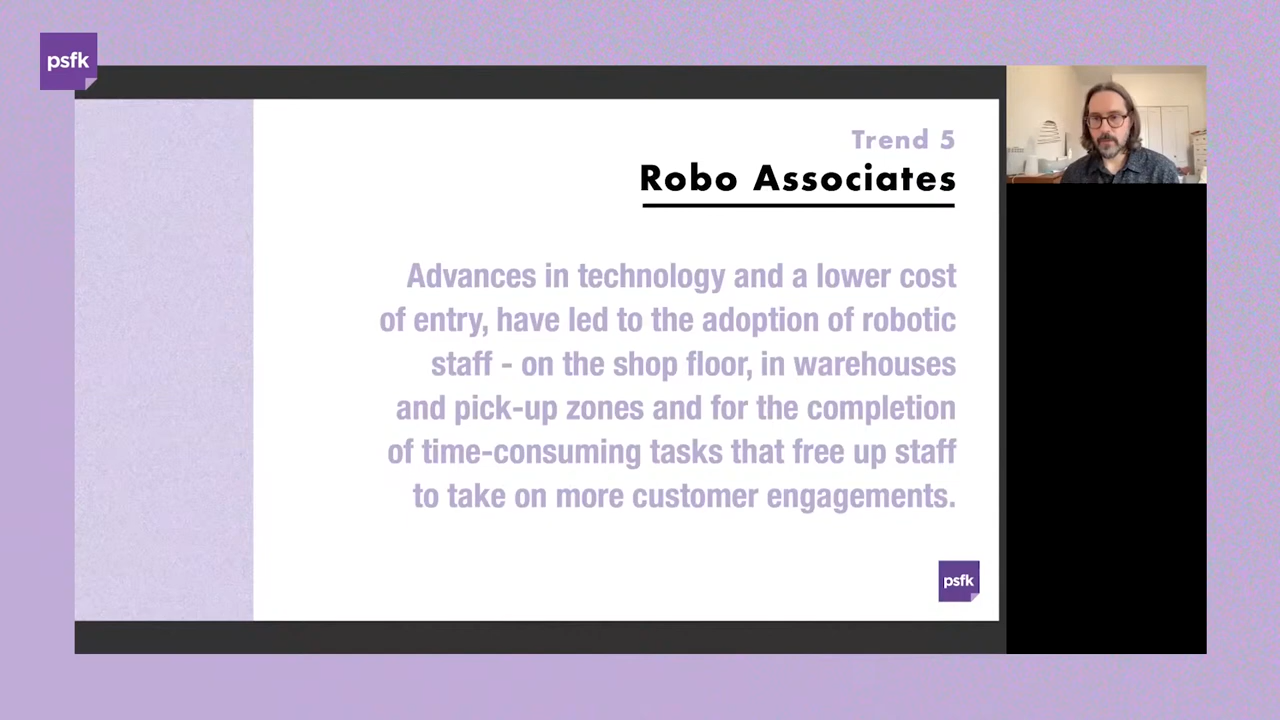 psfk
Trend 5
Robo Associates
Advances in technology and a lower cost
of entry, have led to the adoption of robotic
staff - on the shop floor, in warehouses
and pick-up zones and for the completion
of time-consuming tasks that free up staff
to take on more customer engagements.
psfk